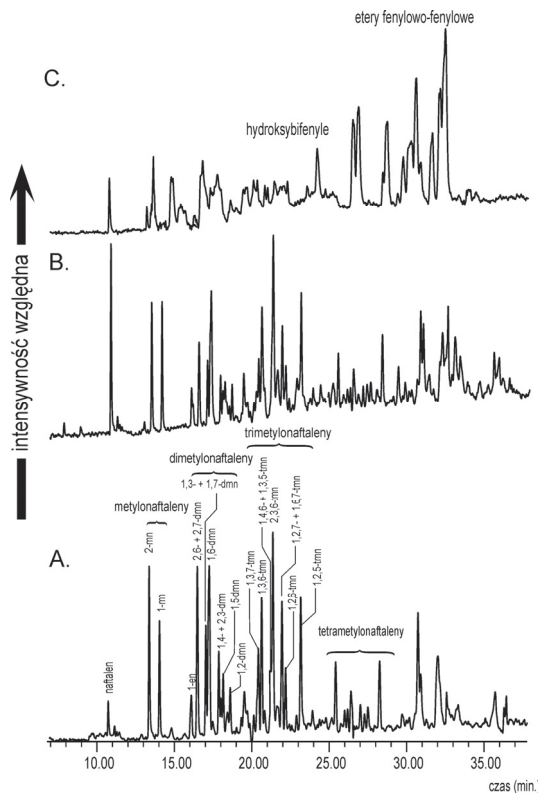 etery fenylowo-fenylowe
C.
hydroksybifenyle
intensywność względna
B.
trimetylonaftaleny
dimetylonaftaleny
1,3- + 1,7-dmn
metylonaftaleny
A.
naftalen
2-mn
1-mn
1-en
2,6- + 2,7-dmn
1,6-dmn
1,4- + 2,3-dmn
1,5-dmn
1,2-dmn
1,3,7-tmn
1,3,6-tmn
1,4,6- + 1,3,5-tmn
2,3,6-mn
1,2,7- + 1,6,7-tmn
1,2,6-tmn
1,2,5-tmn
tetrametylonaftaleny
10.00 15.00 20.00 25.00 30.00 35.00
czas (min.)